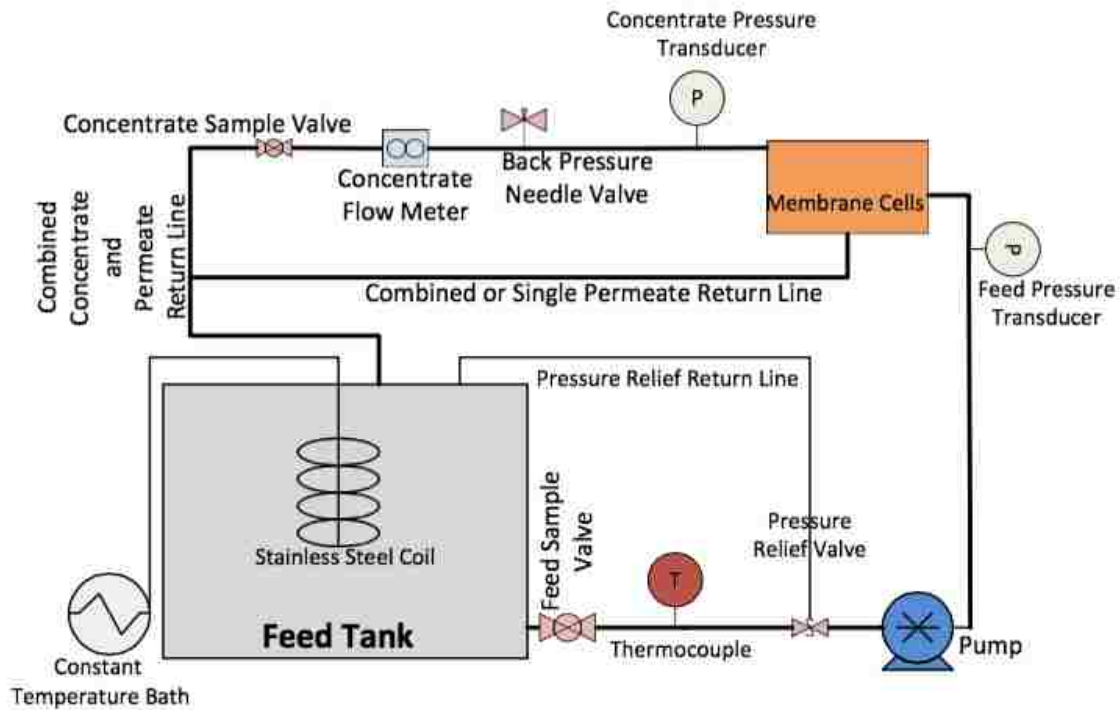 Concentrate Pressure
Transducer
P
Concentrate Sample Valve
Concentrate
Flow Meter
Back Pressure
Needle Valve
Membrane Cells
Combined
Concentrate
and
Permeate
Return Line
P
Feed Pressure
Transducer
Combined or Single Permeate Return Line
Pressure Relief Return Line
Stainless Steel Coil
Feed Sample
Valve
Pressure
Relief Valve
T
Feed Tank
Thermocouple
Pump
Constant
Temperature Bath